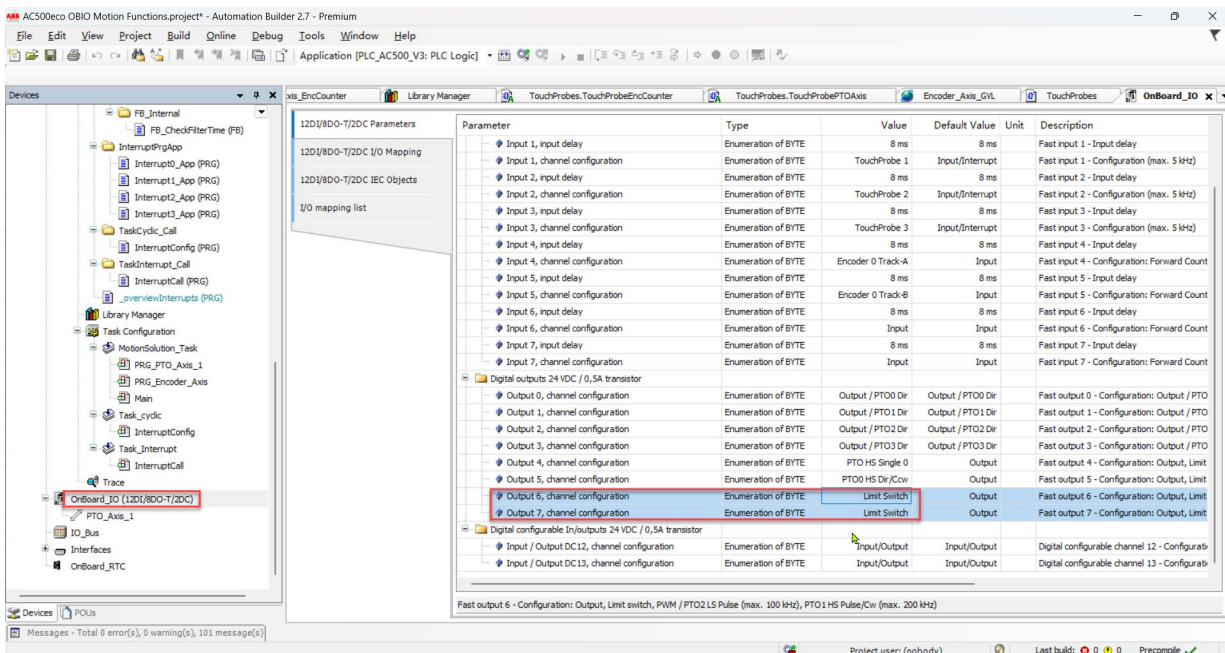 ABB AC500eco OBIO Motion Functions.project* - Automation Builder 2.7 - Premium
File Edit View Project Build Online Debug Tools Window Help
Application [PLC_AC500_V3: PLC Logic]
Devices
xis_EncCounter Library Manager TouchProbes.TouchProbeEncCounter TouchProbes.TouchProbePTOAxis Encoder_Axis_GVL TouchProbes OnBoard_IO
FB_Internal
FB_CheckFilterTime (FB)
InterruptPrgApp
Interrupt0_App (PRG)
Interrupt1_App (PRG)
Interrupt2_App (PRG)
Interrupt3_App (PRG)
TaskCyclic_Call
InterruptConfig (PRG)
TaskInterrupt_Call
InterruptCall (PRG)
_overviewInterrupts (PRG)
Library Manager
Task Configuration
MotionSolution_Task
PRG_PTO_Axis_1
PRG_Encoder_Axis
Main
Task_cyclic
InterruptConfig
Task_Interrupt
InterruptCall
Trace
OnBoard_IO (12DI/8DO-T/2DC)
PTO_Axis_1
IO_Bus
Interfaces
OnBoard_RTC
Devices POUs
12DI/8DO-T/2DC Parameters
12DI/8DO-T/2DC I/O Mapping
12DI/8DO-T/2DC IEC Objects
I/O mapping list
Parameter Type Value Default Value Unit Description
Input 1, input delay Enumeration of BYTE 8 ms 8 ms Fast input 1 - Input delay
Input 1, channel configuration Enumeration of BYTE TouchProbe 1 Input/Interrupt Fast input 1 - Configuration (max. 5 kHz)
Input 2, input delay Enumeration of BYTE 8 ms 8 ms Fast input 2 - Input delay
Input 2, channel configuration Enumeration of BYTE TouchProbe 2 Input/Interrupt Fast input 2 - Configuration (max. 5 kHz)
Input 3, input delay Enumeration of BYTE 8 ms 8 ms Fast input 3 - Input delay
Input 3, channel configuration Enumeration of BYTE TouchProbe 3 Input/Interrupt Fast input 3 - Configuration (max. 5 kHz)
Input 4, input delay Enumeration of BYTE 8 ms 8 ms Fast input 4 - Input delay
Input 4, channel configuration Enumeration of BYTE Encoder 0 Track-A Input Fast input 4 - Configuration: Forward Count
Input 5, input delay Enumeration of BYTE 8 ms 8 ms Fast input 5 - Input delay
Input 5, channel configuration Enumeration of BYTE Encoder 0 Track-B Input Fast input 5 - Configuration: Forward Count
Input 6, input delay Enumeration of BYTE 8 ms 8 ms Fast input 6 - Input delay
Input 6, channel configuration Enumeration of BYTE Input Input Fast input 6 - Configuration: Forward Count
Input 7, input delay Enumeration of BYTE 8 ms 8 ms Fast input 7 - Input delay
Input 7, channel configuration Enumeration of BYTE Input Input Fast input 7 - Configuration: Forward Count
Digital outputs 24 VDC / 0,5A transistor
Output 0, channel configuration Enumeration of BYTE Output / PTO0 Dir Output / PTO0 Dir Fast output 0 - Configuration: Output / PTO
Output 1, channel configuration Enumeration of BYTE Output / PTO1 Dir Output / PTO1 Dir Fast output 1 - Configuration: Output / PTO
Output 2, channel configuration Enumeration of BYTE Output / PTO2 Dir Output / PTO2 Dir Fast output 2 - Configuration: Output / PTO
Output 3, channel configuration Enumeration of BYTE Output / PTO3 Dir Output / PTO3 Dir Fast output 3 - Configuration: Output / PTO
Output 4, channel configuration Enumeration of BYTE PTO HS Single 0 Output Fast output 4 - Configuration: Output, Limit
Output 5, channel configuration Enumeration of BYTE PTO0 HS Dir/Ccw Output Fast output 5 - Configuration: Output, Limit
Output 6, channel configuration Enumeration of BYTE Limit Switch Output Fast output 6 - Configuration: Output, Limit
Output 7, channel configuration Enumeration of BYTE Limit Switch Output Fast output 7 - Configuration: Output, Limit
Digital configurable In/outputs 24 VDC / 0,5A transistor
Input / Output DC12, channel configuration Enumeration of BYTE Input/Output Input/Output Digital configurable channel 12 - Configurati
Input / Output DC13, channel configuration Enumeration of BYTE Input/Output Input/Output Digital configurable channel 13 - Configurati
Fast output 6 - Configuration: Output, Limit switch, PWM / PTO2 LS Pulse (max. 100 kHz), PTO1 HS Pulse/Cw (max. 200 kHz)
Messages - Total 0 error(s), 0 warning(s), 101 message(s)
Project user: (nobody) Last build: 0 0 Precompile